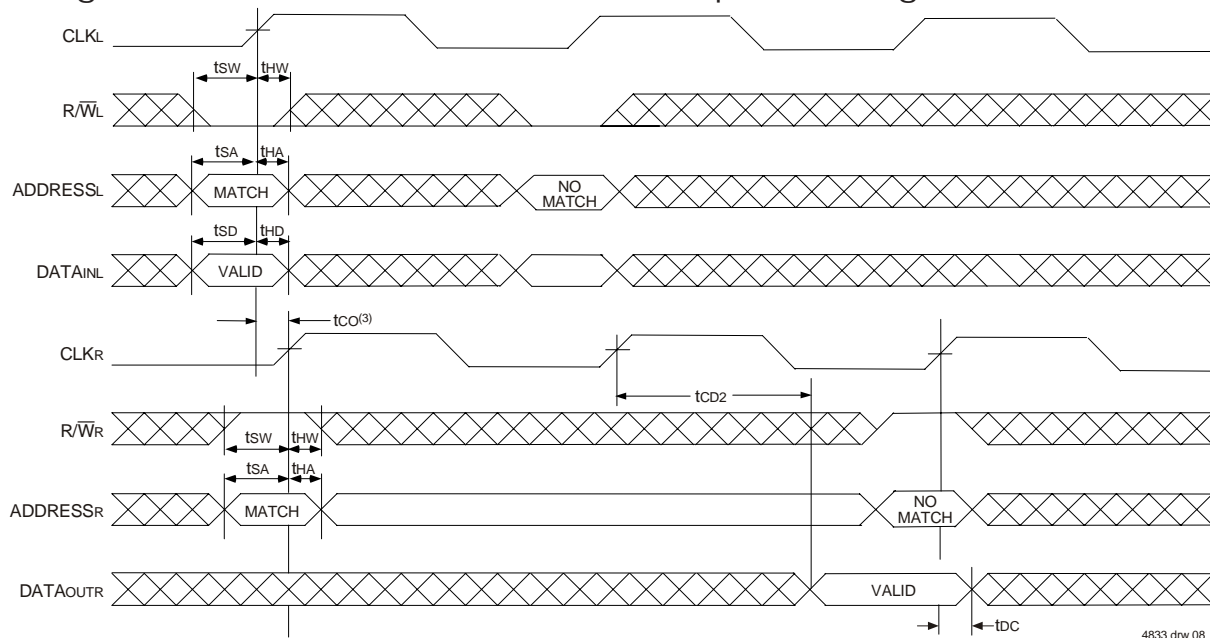 CLKL
tSW tHW
R/W̅L
tSA tHA
ADDRESSL MATCH NO MATCH
tSD tHD
DATAINL VALID
tCO(3)
CLKR
tCD2
R/W̅R
tSW tHW
tSA tHA
ADDRESSR MATCH NO MATCH
DATAOUTR VALID
tDC
4833 drw 08